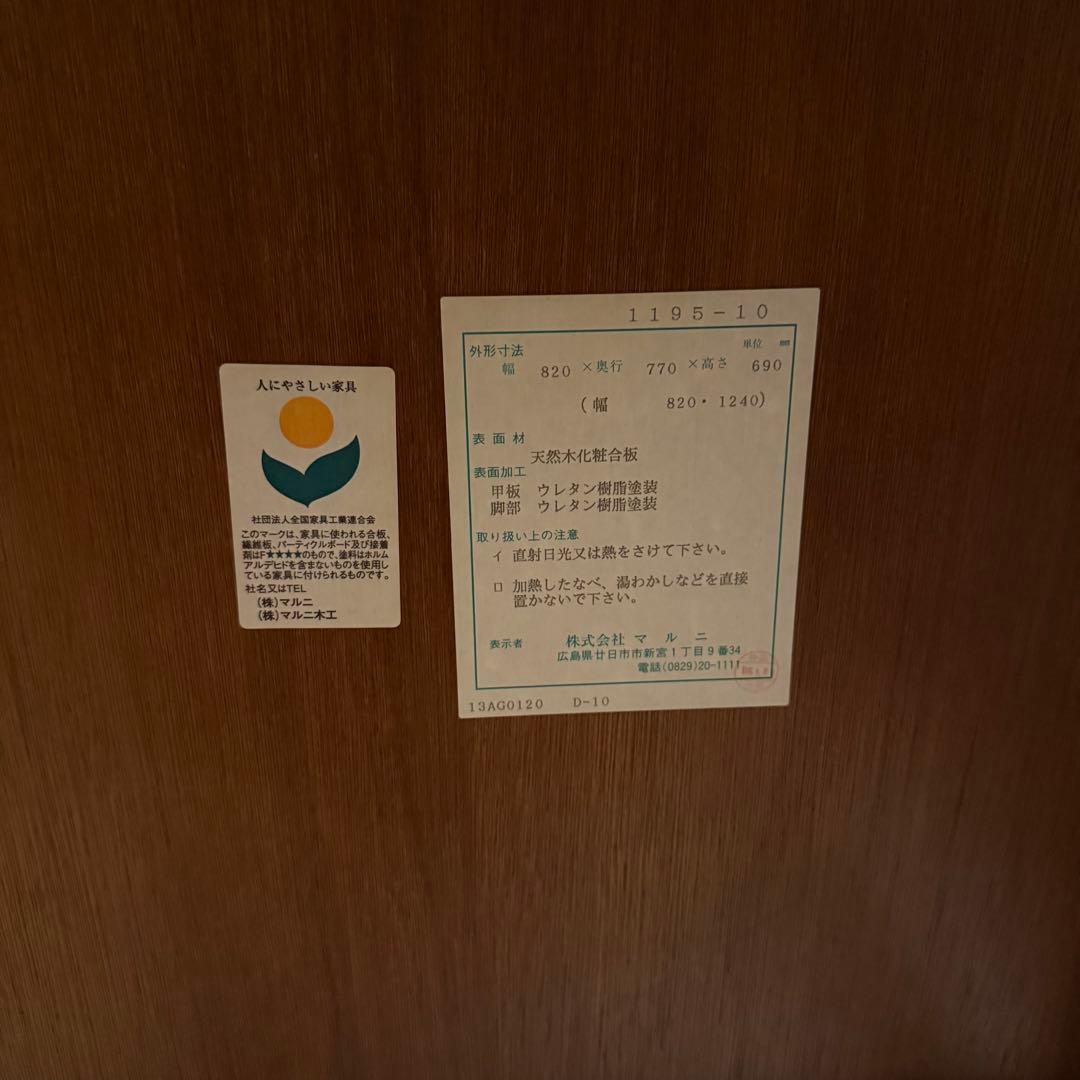 人にやさしい家具
社団法人全国家具工業連合会
このマークは、家具に使われる合板、
繊維板、パーティクルボード及び接着
剤はF★★★★のもので、塗料はホルム
アルデヒドを含まないものを使用し
ている家具に付けられるものです。
社名又はTEL
(株)マルニ
(株)マルニ木工
1195-10
単位 ㎜
外形寸法
幅 820 ×奥行 770 ×高さ 690
(幅 820・1240)
表面材
天然木化粧合板
表面加工
甲板 ウレタン樹脂塗装
脚部 ウレタン樹脂塗装
取り扱い上の注意
イ 直射日光又は熱をさけて下さい。
ロ 加熱したなべ、湯わかしなどを直接
置かないで下さい。
表示者 株式会社 マルニ
広島県廿日市市新宮1丁目9番34
電話(0829)20-1111
13AG0120 D-10